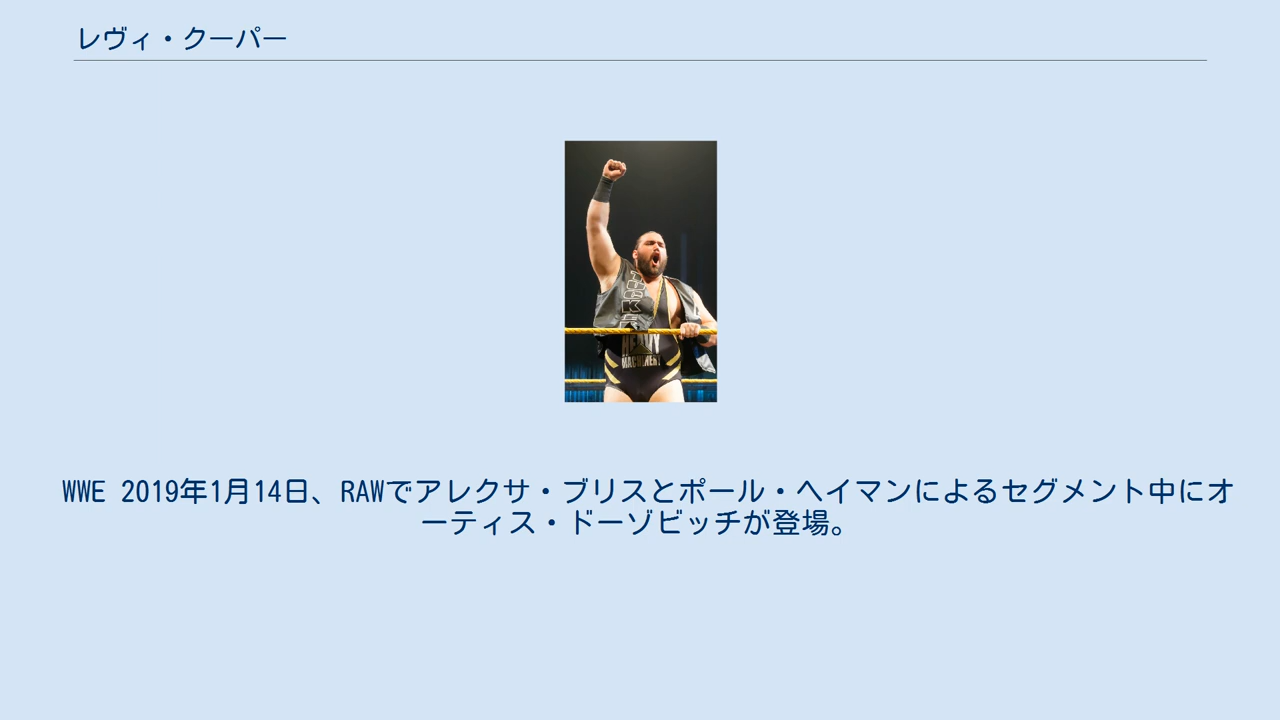 レヴィ・クーパー
TUCKE
HEAVY
MACHINERY
WWE 2019年1月14日、RAWでアレクサ・ブリスとポール・ヘイマンによるセグメント中にオ
ーティス・ドーゾビッチが登場。